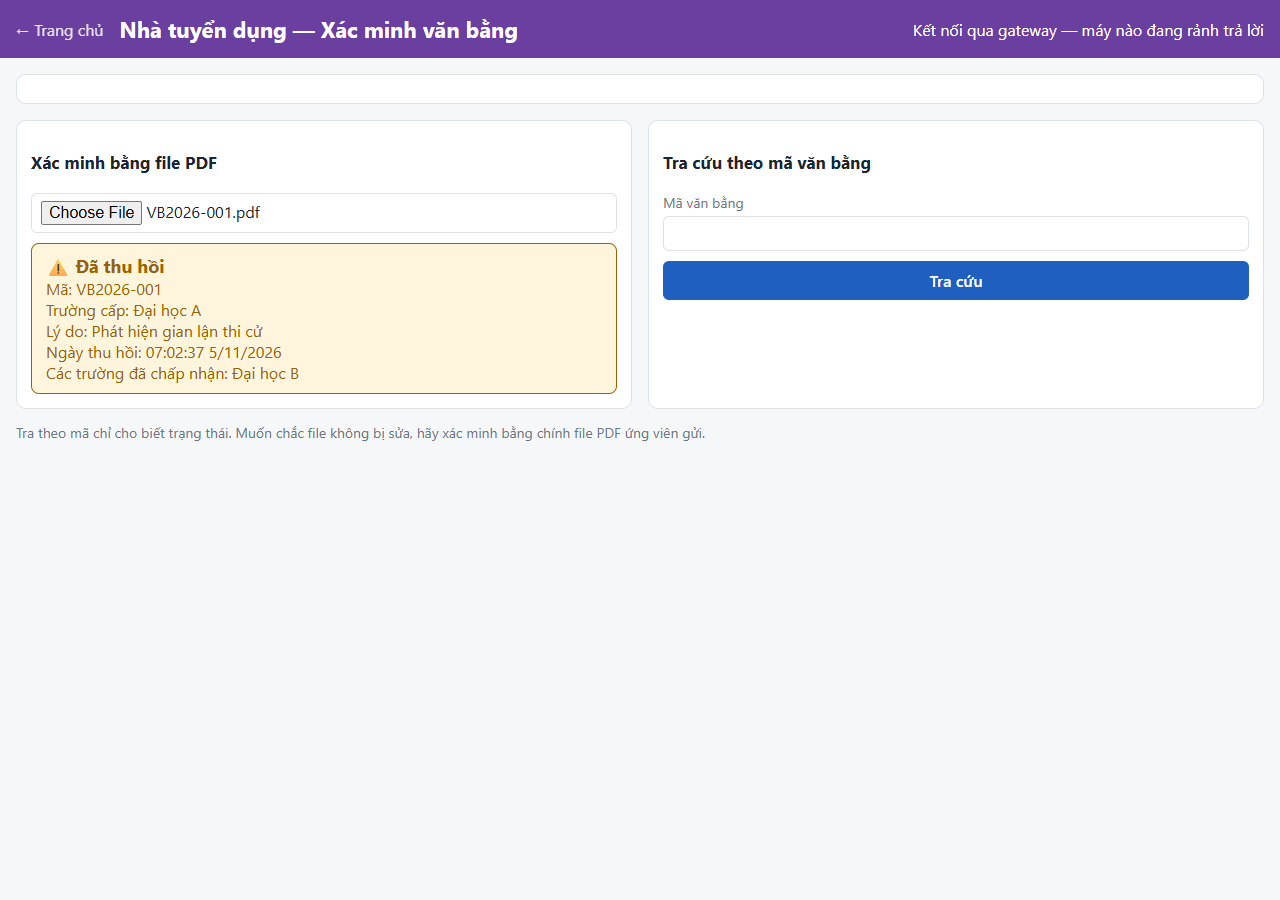 ← Trang chủ Nhà tuyển dụng — Xác minh văn bằng Kết nối qua gateway — máy nào đang rảnh trả lời
Xác minh bằng file PDF
Choose File VB2026-001.pdf
⚠️ Đã thu hồi
Mã: VB2026-001
Trường cấp: Đại học A
Lý do: Phát hiện gian lận thi cử
Ngày thu hồi: 07:02:37 5/11/2026
Các trường đã chấp nhận: Đại học B
Tra cứu theo mã văn bằng
Mã văn bằng
Tra cứu
Tra theo mã chỉ cho biết trạng thái. Muốn chắc file không bị sửa, hãy xác minh bằng chính file PDF ứng viên gửi.